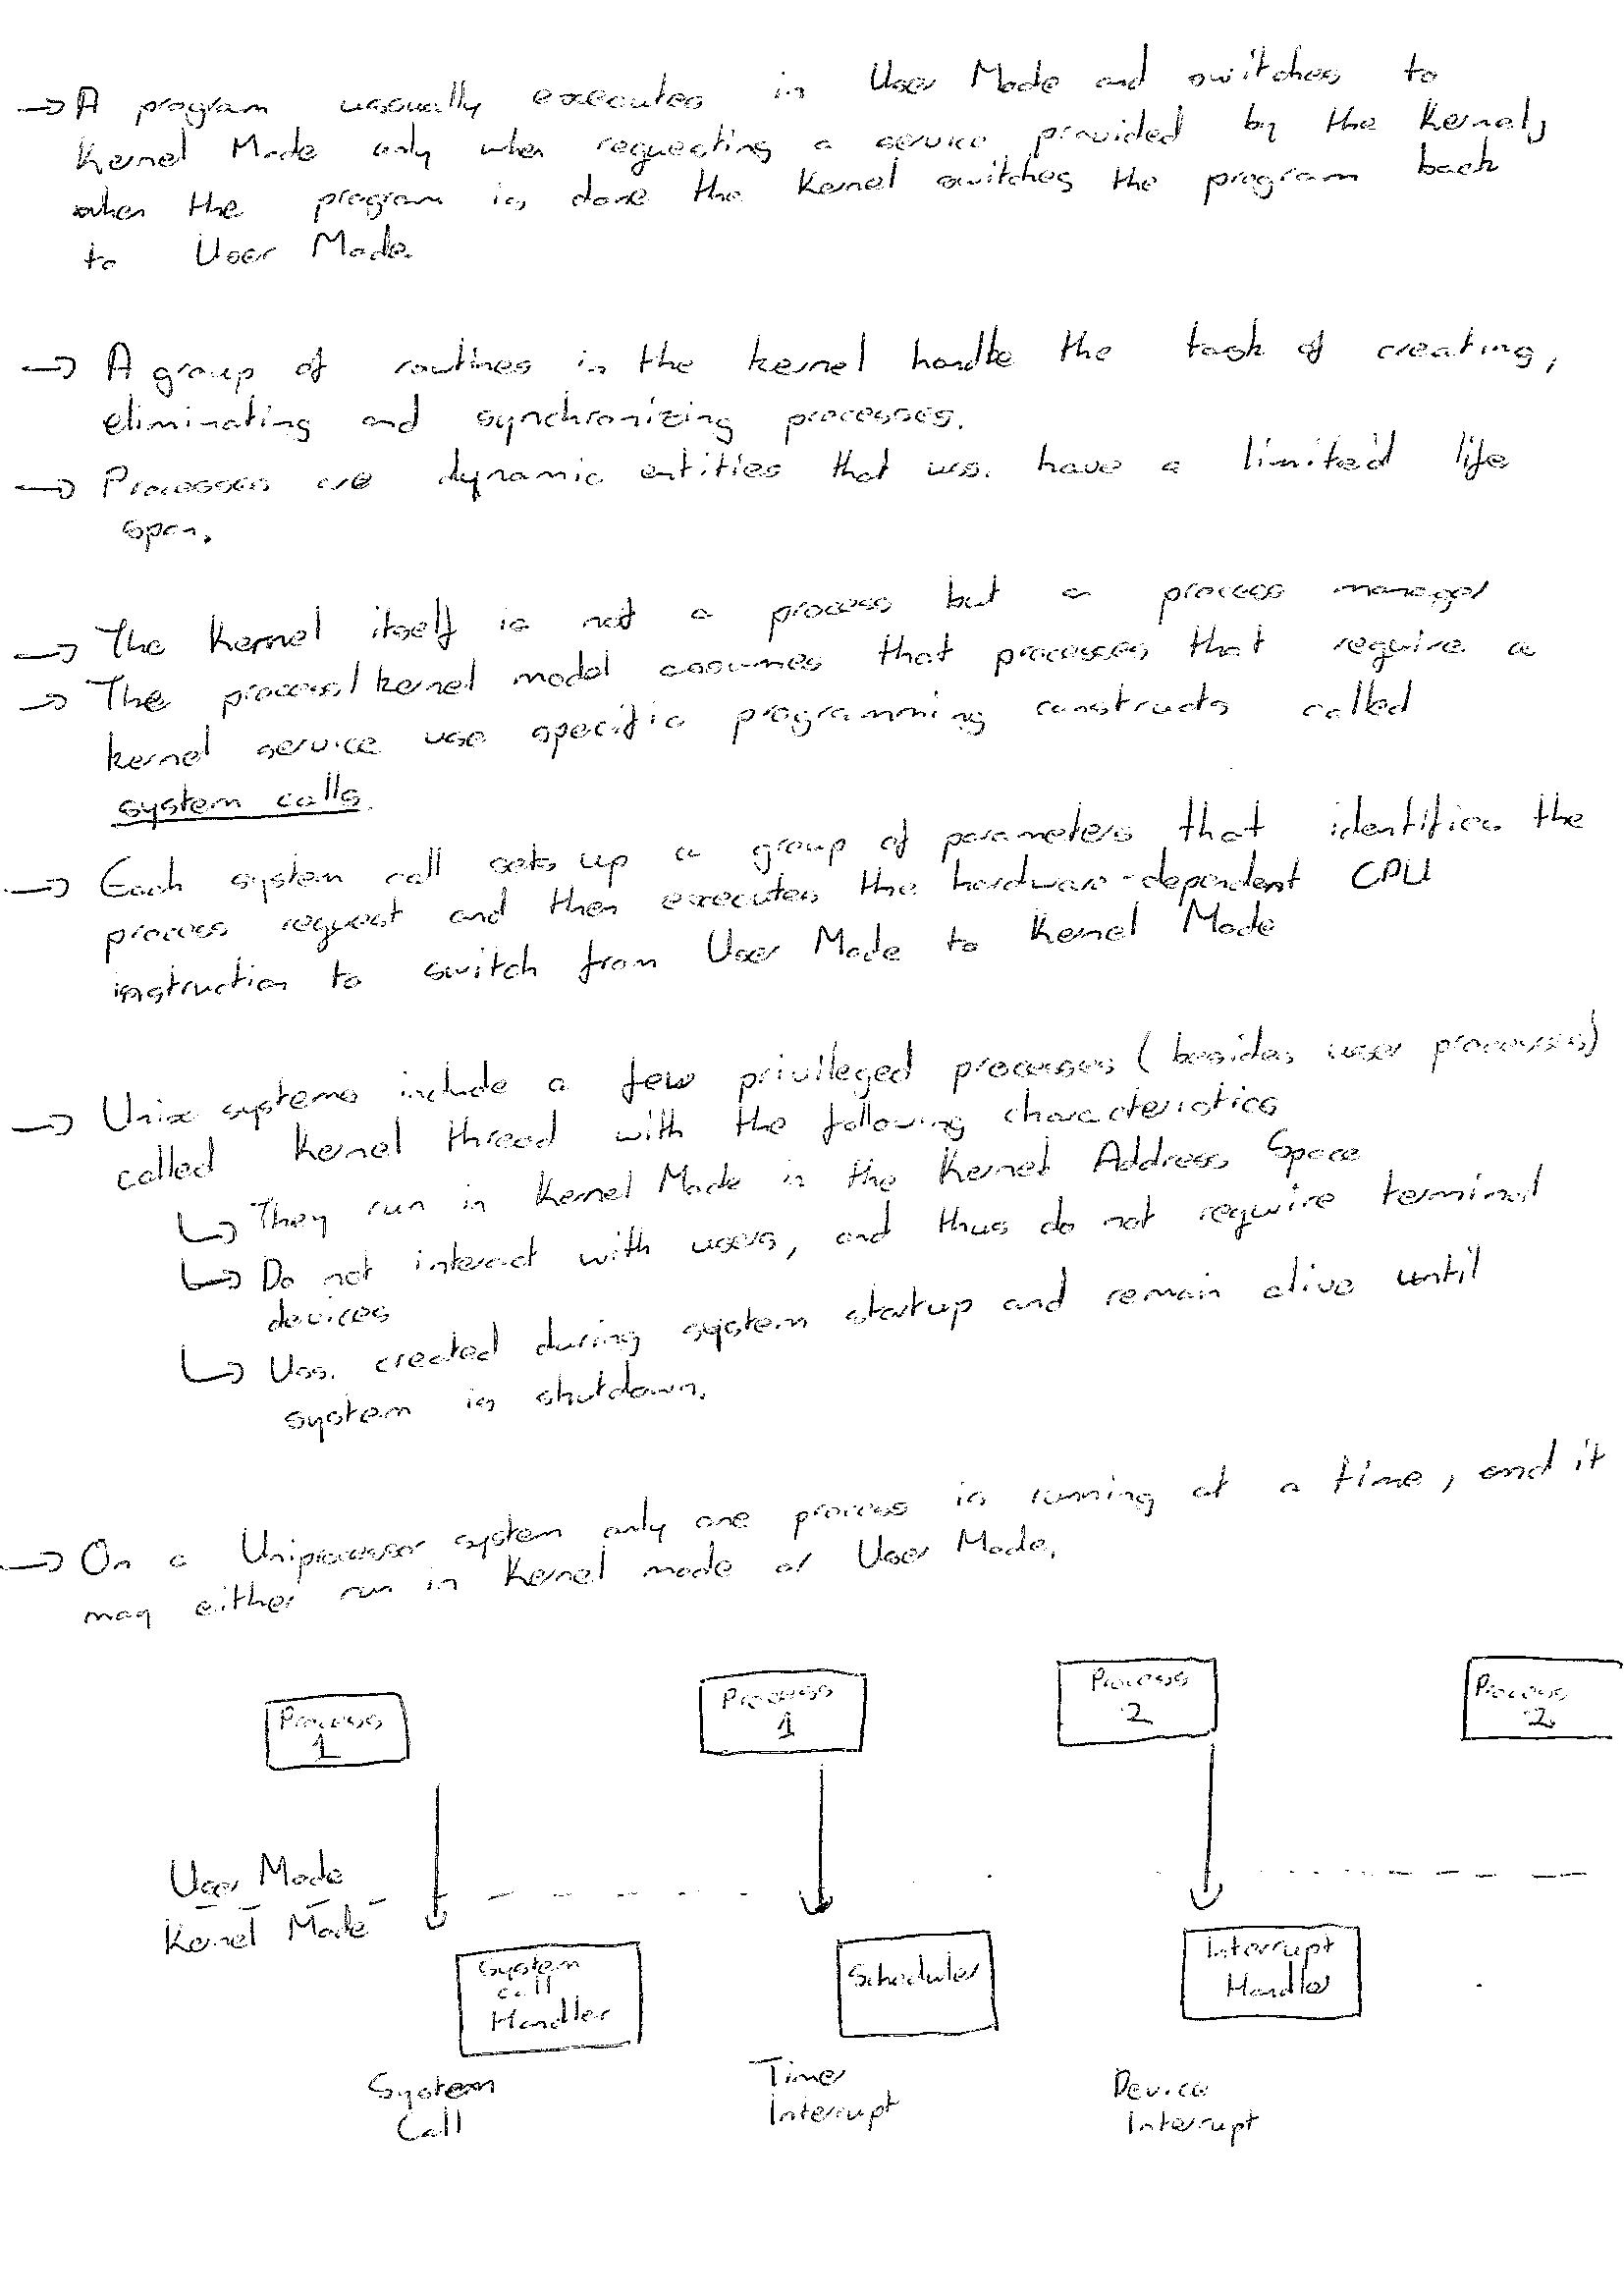 → A program usually executes in User Mode and switches to
Kernel Mode only when requesting a service provided by the Kernel,
when the program is done the Kernel switches the program back
to User Mode.
→ A group of routines in the kernel handle the task of creating,
eliminating and synchronizing processes.
→ Processes are dynamic entities that us. have a limited life
span.
→ The Kernel itself is not a process but a process manager
→ The process/kernel model assumes that processes that require a
kernel service use specific programming constructs called
system calls.
→ Each system call sets up a group of parameters that identifies the
process request and then executes the hardware-dependent CPU
instruction to switch from User Mode to Kernel Mode
→ Unix systems include a few privileged processes (besides user processes)
called Kernel thread with the following characteristics
↳ They run in Kernel Mode in the Kernel Address Space
↳ Do not interact with users, and thus do not require terminal
devices
↳ Uss. created during system startup and remain alive until
system is shutdown.
→ On a Uniprocessor system only one process is running at a time, and it
may either run in Kernel mode or User Mode.
Process 1
Process 1
Process 2
Process 2
User Mode
Kernel Mode
System call Handler
Scheduler
Interrupt Handler
System Call
Timer Interrupt
Device Interrupt